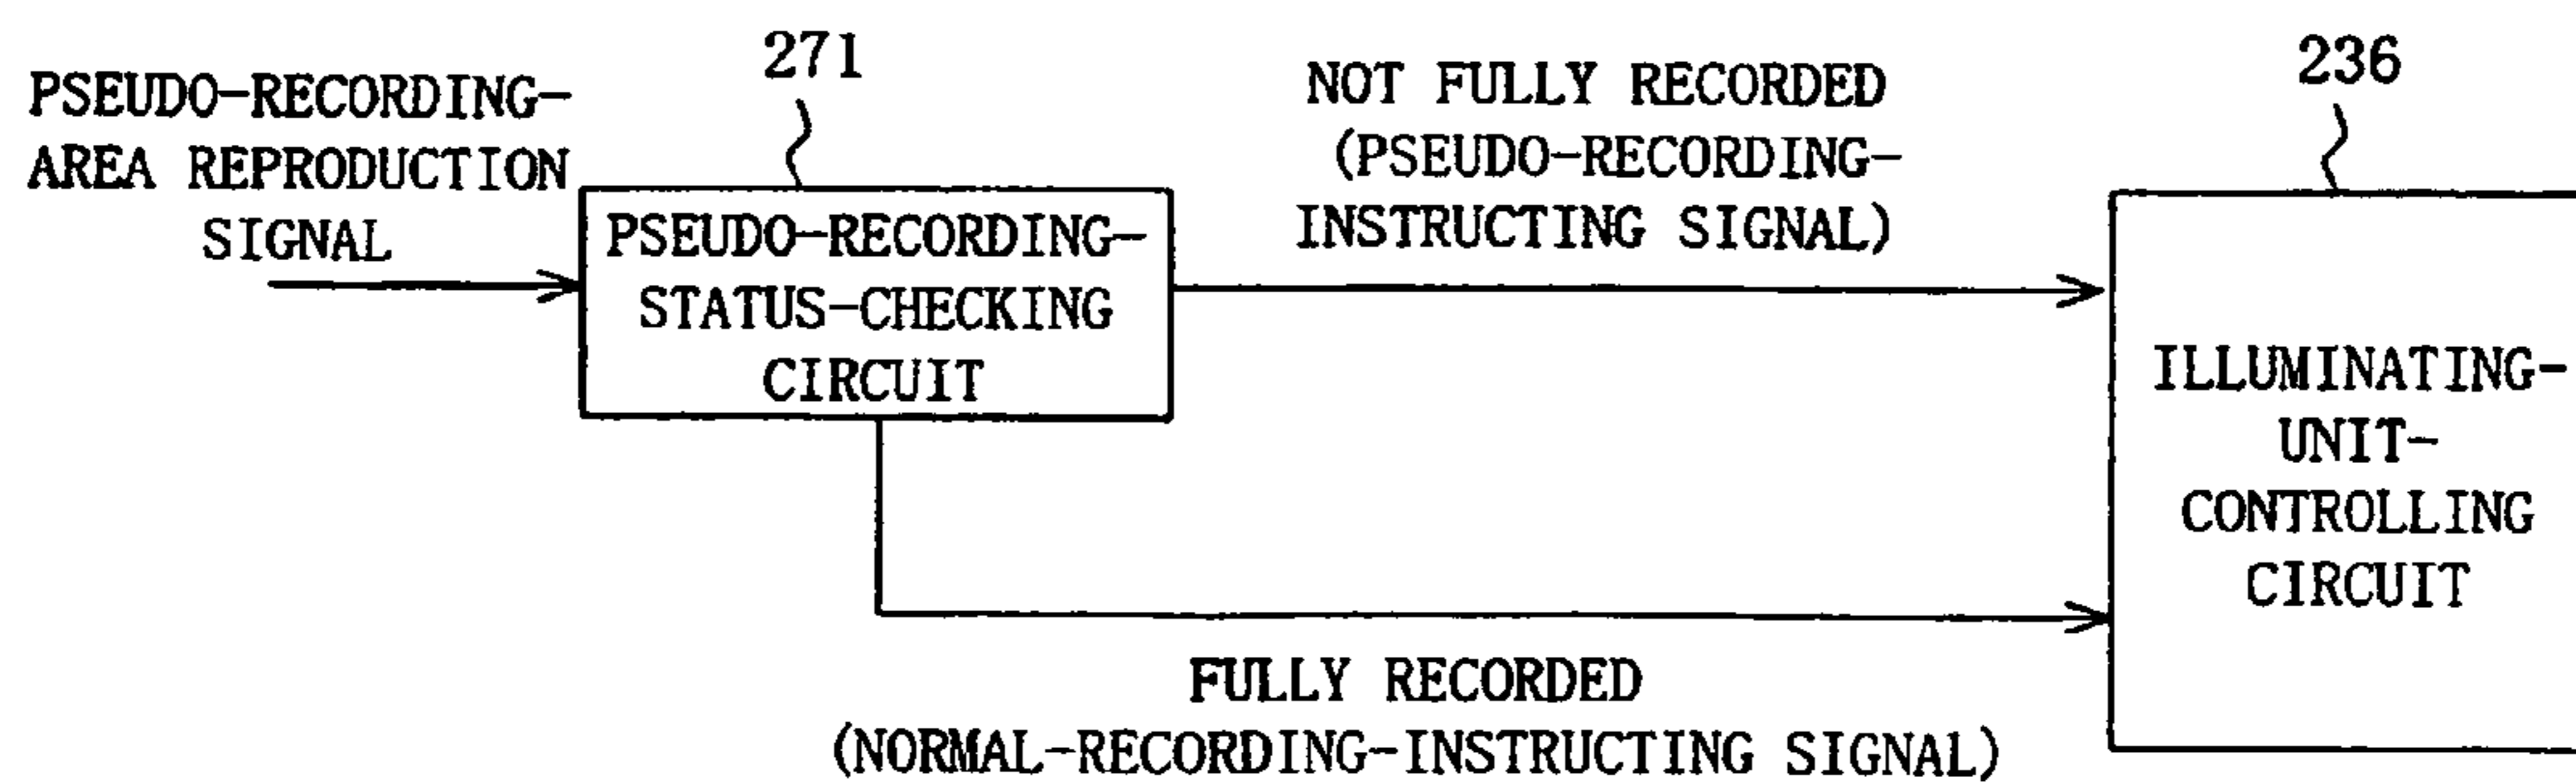 PSEUDO-RECORDING-
AREA REPRODUCTION
SIGNAL
271
PSEUDO-RECORDING-
STATUS-CHECKING
CIRCUIT
NOT FULLY RECORDED
(PSEUDO-RECORDING-
INSTRUCTING SIGNAL)
FULLY RECORDED
(NORMAL-RECORDING-INSTRUCTING SIGNAL)
236
ILLUMINATING-
UNIT-
CONTROLLING
CIRCUIT